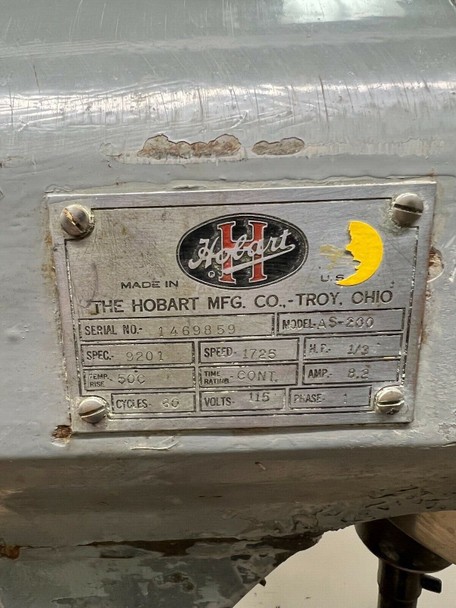 Hobart
H
MADE IN U.S.
THE HOBART MFG. CO., -TROY, OHIO
SERIAL NO.- 1469859 MODEL- AS-200
SPEC.- 9201 SPEED- 1725 H.P. 1/3
TEMP. RISE 50C TIME RATING- CONT. AMP. 8.2
CYCLES- 60 VOLTS- 115 PHASE- 1